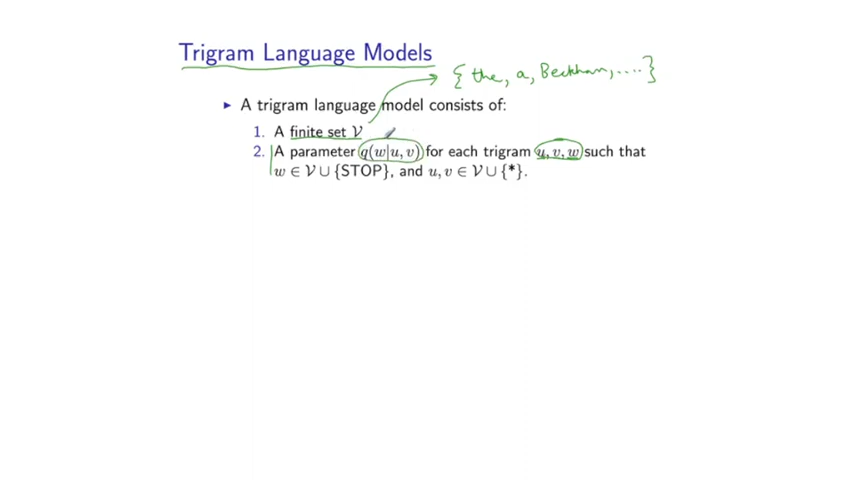 Trigram Language Models
{ the, a, Beckham, .... }
▶ A trigram language model consists of:
1. A finite set 𝒱
2. A parameter q(w|u, v) for each trigram u, v, w such that
w ∈ 𝒱 ∪ {STOP}, and u, v ∈ 𝒱 ∪ {*}.